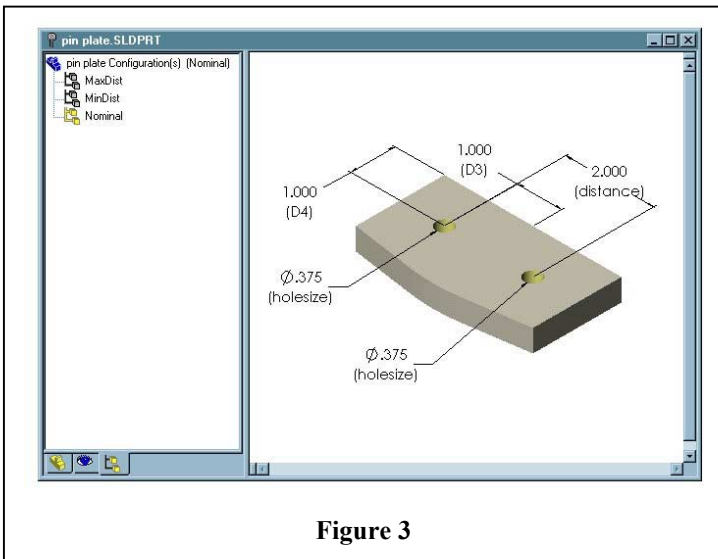 pin plate.SLDPRT
pin plate Configuration(s) (Nominal)
MaxDist
MinDist
Nominal
1.000
(D4)
1.000
(D3)
2.000
(distance)
Ø.375
(holesize)
Ø.375
(holesize)
Figure 3